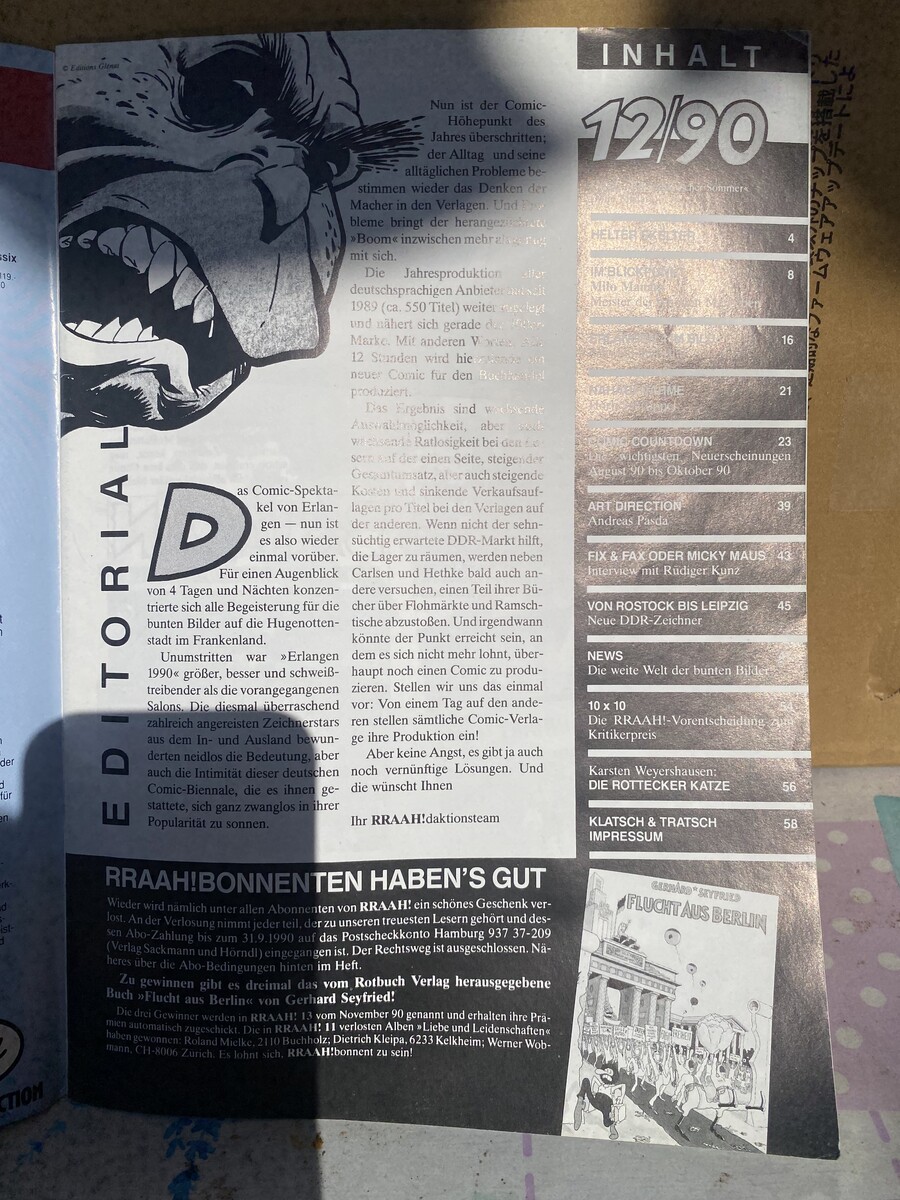 © Editions Glénat
EDITORIAL
Das Comic-Spekta-
kel von Erlan-
gen — nun ist
es also wieder
einmal vorüber.
Für einen Augenblick
von 4 Tagen und Nächten konzen-
trierte sich alle Begeisterung für die
bunten Bilder auf die Hugenotten-
stadt im Frankenland.
Unumstritten war »Erlangen
1990« größer, besser und schweiß-
treibender als die vorangegangenen
Salons. Die diesmal überraschend
zahlreich angereisten Zeichnerstars
aus dem In- und Ausland bewun-
derten neidlos die Bedeutung, aber
auch die Intimität dieser deutschen
Comic-Biennale, die es ihnen ge-
stattete, sich ganz zwanglos in ihrer
Popularität zu sonnen.
Nun ist der Comic-
Höhepunkt des
Jahres überschritten;
der Alltag und seine
alltäglichen Probleme be-
stimmen wieder das Denken der
Macher in den Verlagen. Und
bleme bringt der
»Boom« inzwischen mehr
mit sich.
Die Jahresproduktion
deutschsprachigen Anbieter seit
1989 (ca. 550 Titel) weiter
und nähert sich gerade
Marke. Mit anderen Worten:
12 Stunden wird hie
neuer Comic für den
produziert.
Das Ergebnis sind wachsende
Auswahlmöglichkeit, aber
wachsende Ratlosigkeit bei den Le-
sern auf der einen Seite, steigender
Gesamtumsatz, aber auch steigende
Kosten und sinkende Verkaufsauf-
lagen pro Titel bei den Verlagen auf
der anderen. Wenn nicht der sehn-
süchtig erwartete DDR-Markt hilft,
die Lager zu räumen, werden neben
Carlsen und Hethke bald auch an-
dere versuchen, einen Teil ihrer Bü-
cher über Flohmärkte und Ramsch-
tische abzustoßen. Und irgendwann
könnte der Punkt erreicht sein, an
dem es sich nicht mehr lohnt, über-
haupt noch einen Comic zu produ-
zieren. Stellen wir uns das einmal
vor: Von einem Tag auf den ande-
ren stellen sämtliche Comic-Verla-
ge ihre Produktion ein!
Aber keine Angst, es gibt ja auch
noch vernünftige Lösungen. Und
die wünscht Ihnen
Ihr RRAAH!daktionsteam
INHALT
12/90
Sommer«
HELTER 4
IM BLICKPUNKT 8
Milo Manara
Meister der
16
21
COMIC COUNTDOWN 23
Die wichtigsten Neuerscheinungen
August 90 bis Oktober 90
ART DIRECTION 39
Andreas Pasda
FIX & FAX ODER MICKY MAUS 43
Interview mit Rüdiger Kunz
VON ROSTOCK BIS LEIPZIG 45
Neue DDR-Zeichner
NEWS
Die weite Welt der bunten Bilder
10 x 10 54
Die RRAAH!-Vorentscheidung zum
Kritikerpreis
Karsten Weyershausen:
DIE ROTTECKER KATZE 56
KLATSCH & TRATSCH 58
IMPRESSUM
RRAAH!BONNENTEN HABEN'S GUT
Wieder wird nämlich unter allen Abonnenten von RRAAH! ein schönes Geschenk ver-
lost. An der Verlosung nimmt jeder teil, der zu unseren treuesten Lesern gehört und des-
sen Abo-Zahlung bis zum 31.9.1990 auf das Postscheckkonto Hamburg 937 37-209
(Verlag Sackmann und Hörndl) eingegangen ist. Der Rechtsweg ist ausgeschlossen. Nä-
heres über die Abo-Bedingungen hinten im Heft.
Zu gewinnen gibt es dreimal das vom Rotbuch Verlag herausgegebene
Buch »Flucht aus Berlin« von Gerhard Seyfried!
Die drei Gewinner werden in RRAAH! 13 vom November 90 genannt und erhalten ihre Prä-
mien automatisch zugeschickt. Die in RRAAH! 11 verlosten Alben »Liebe und Leidenschaften«
haben gewonnen: Roland Mielke, 2110 Buchholz; Dietrich Kleipa, 6233 Kelkheim; Werner Wob-
mann, CH-8006 Zürich. Es lohnt sich, RRAAH!bonnent zu sein!
GERHARD SEYFRIED
FLUCHT AUS BERLIN